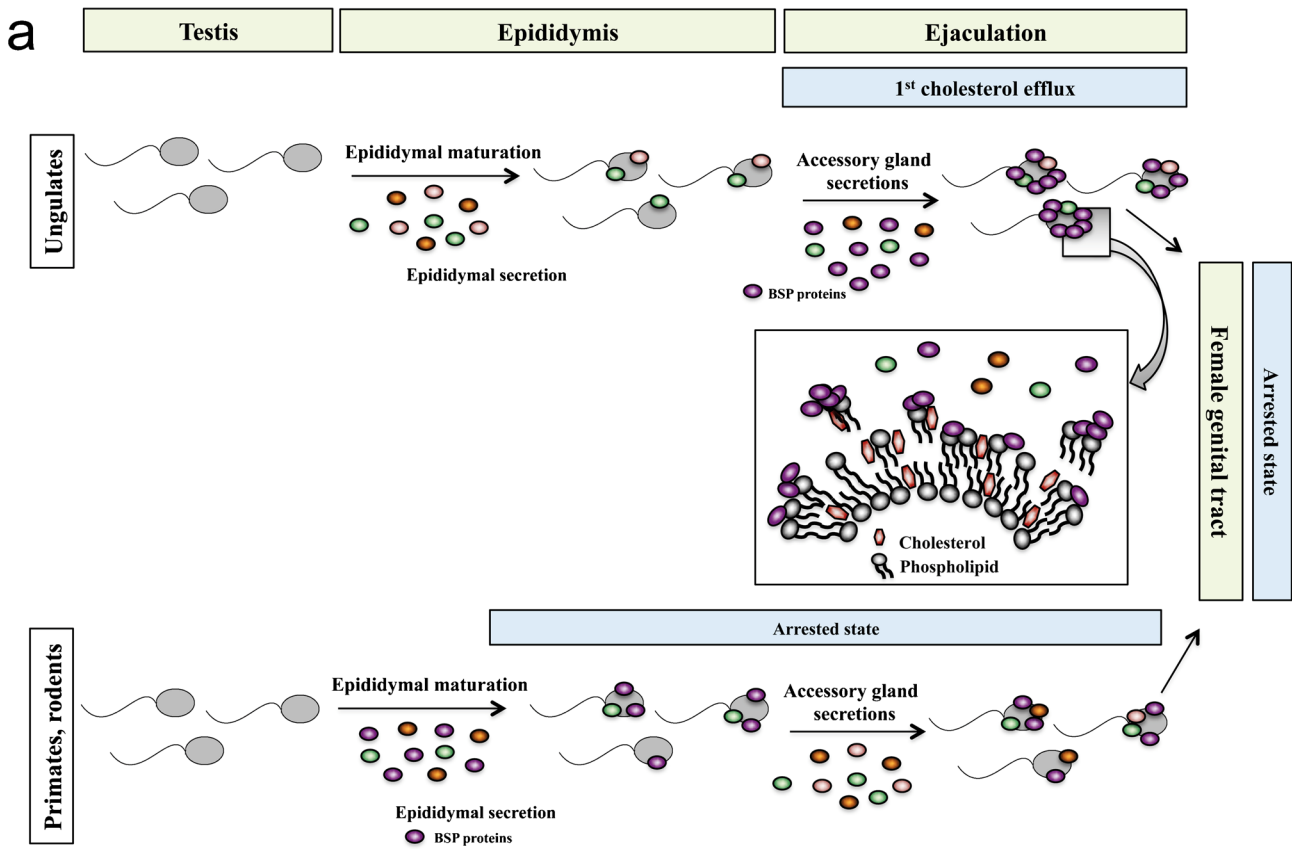 a
Testis
Epididymis
Ejaculation
1st cholesterol efflux
Ungulates
Epididymal maturation
Epididymal secretion
Accessory gland
secretions
BSP proteins
Cholesterol
Phospholipid
Female genital tract
Arrested state
Arrested state
Primates, rodents
Epididymal maturation
Epididymal secretion
BSP proteins
Accessory gland
secretions